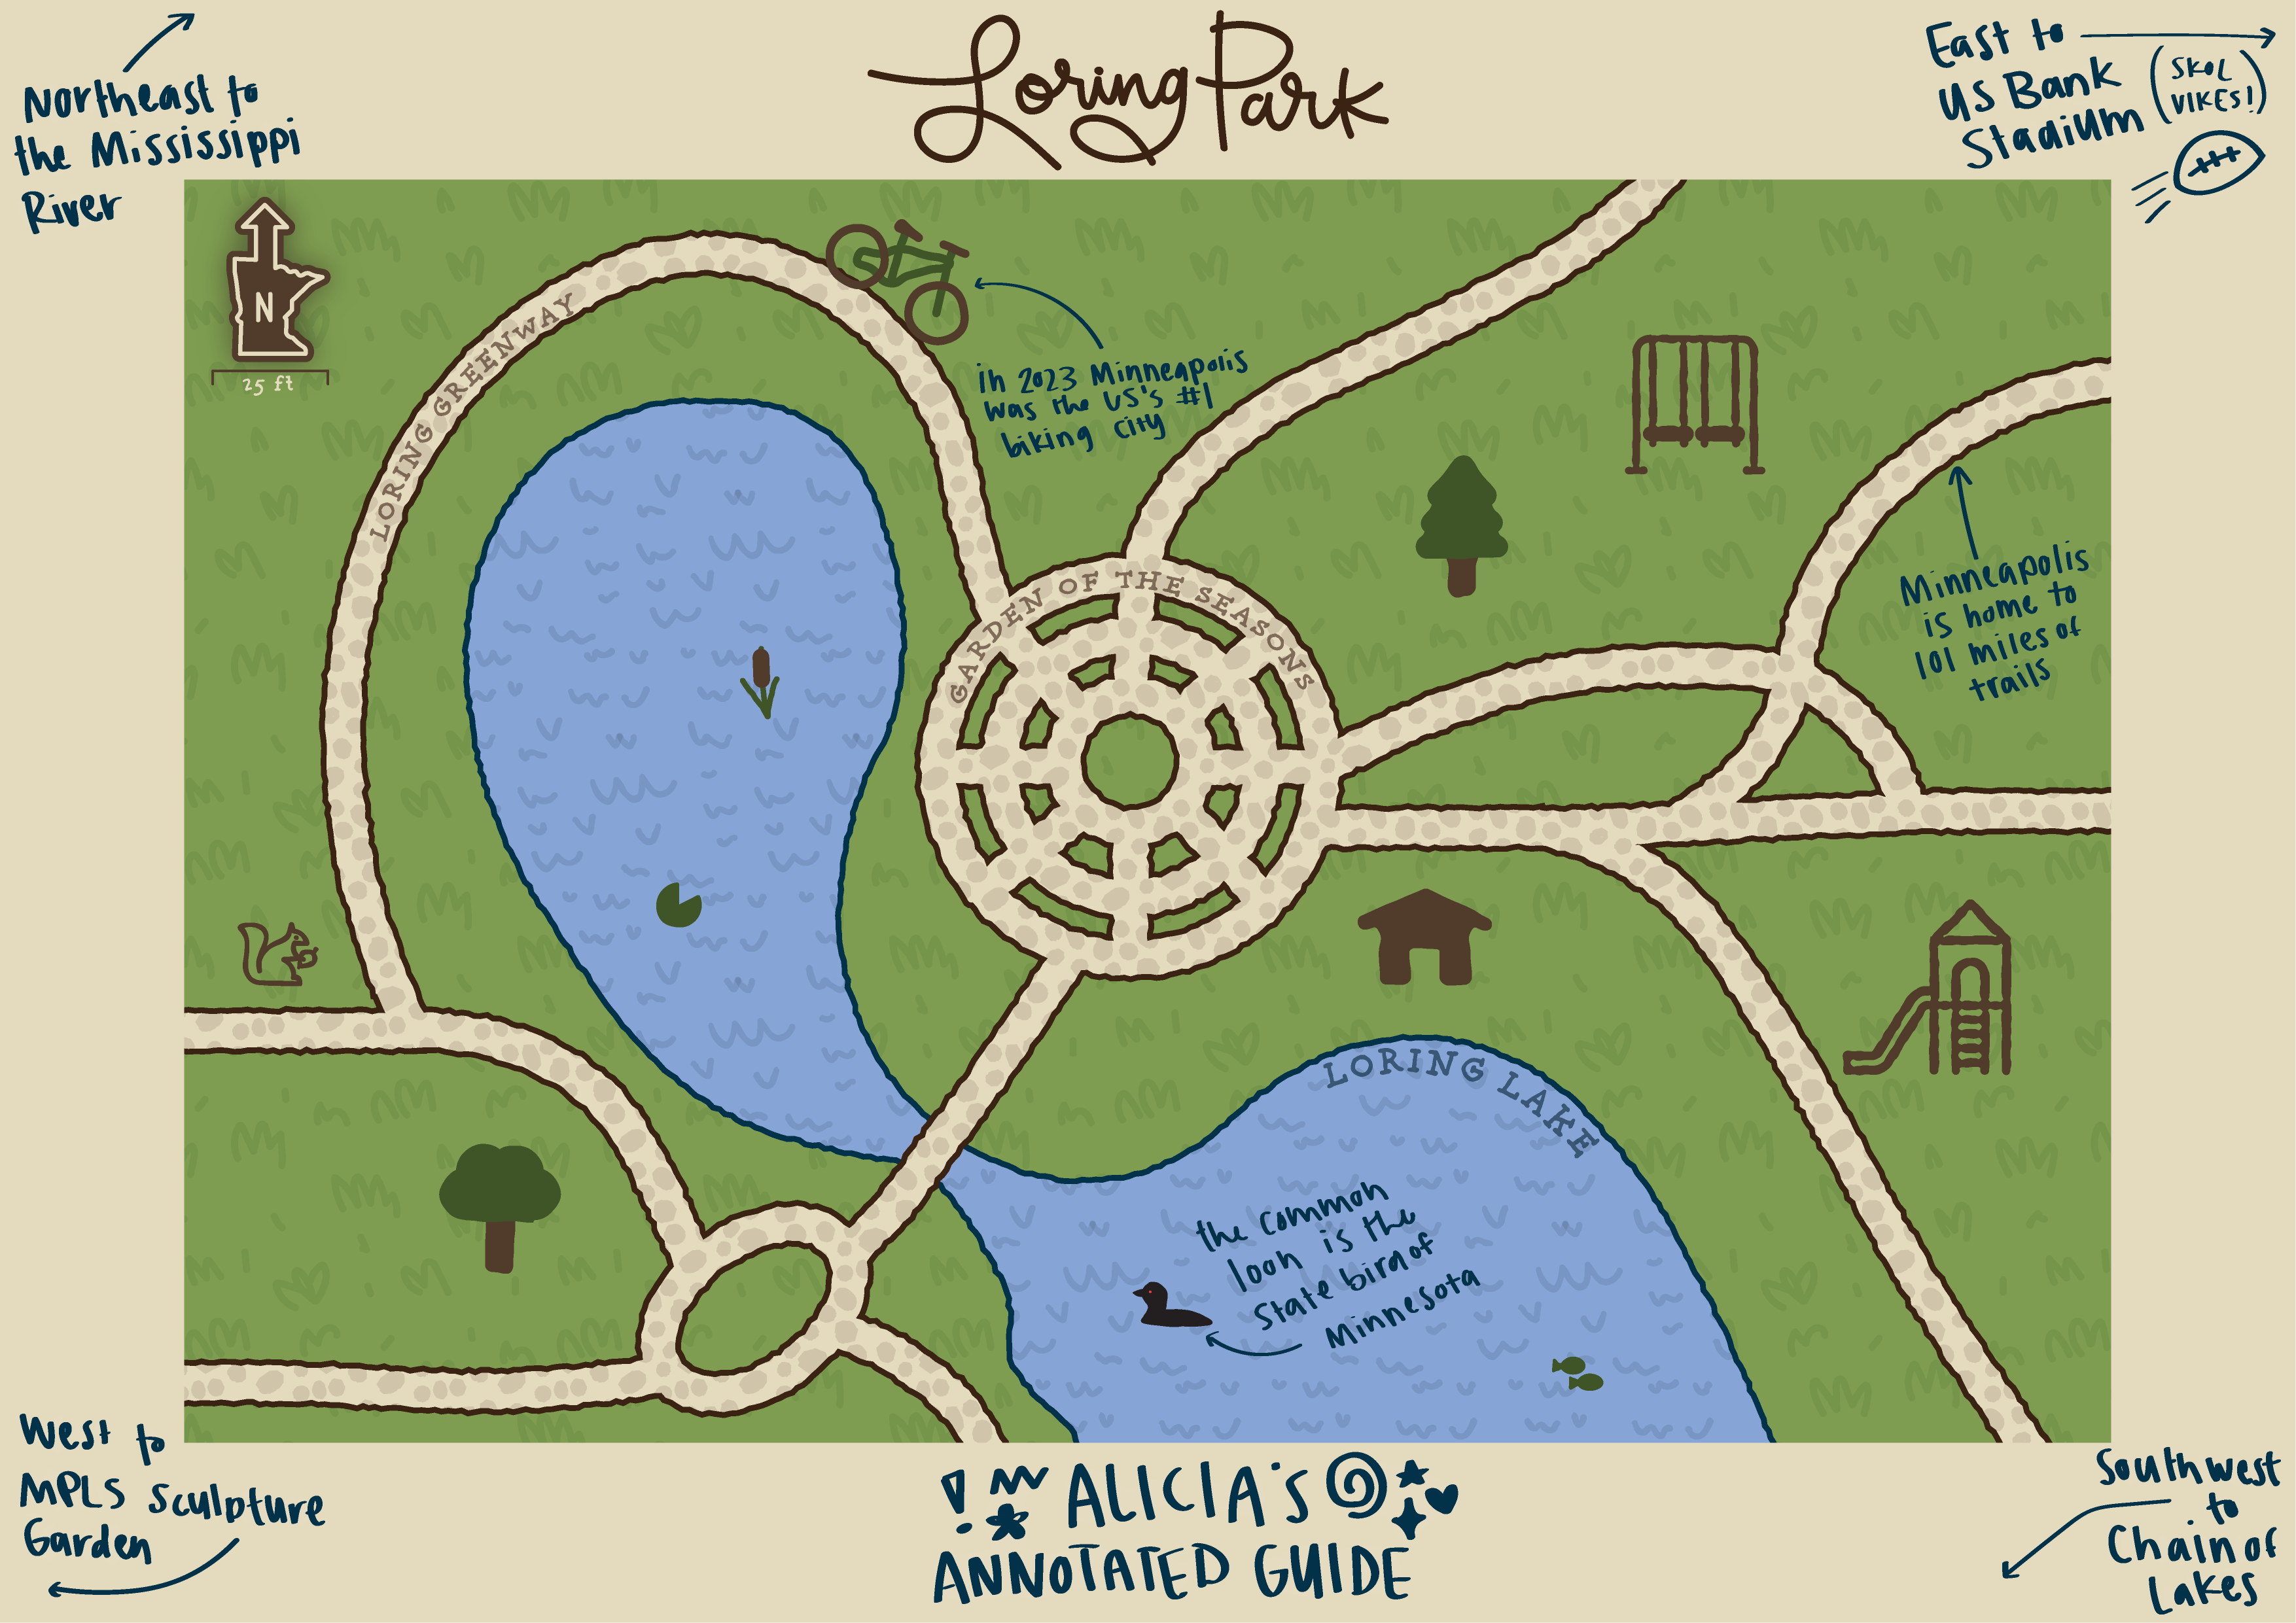 Loring Park
Northeast to
the Mississippi
River
East to
US Bank
Stadium
(SKOL
VIKES!)
N
25 ft
LORING GREENWAY
in 2023 Minneapolis
was the US's #1
biking city
GARDEN OF THE SEASONS
Minneapolis
is home to
101 miles of
trails
LORING LAKE
the common
loon is the
State bird of
Minnesota
West to
MPLS Sculpture
Garden
! ALICIA'S
ANNOTATED GUIDE
Southwest
to
Chain of
Lakes